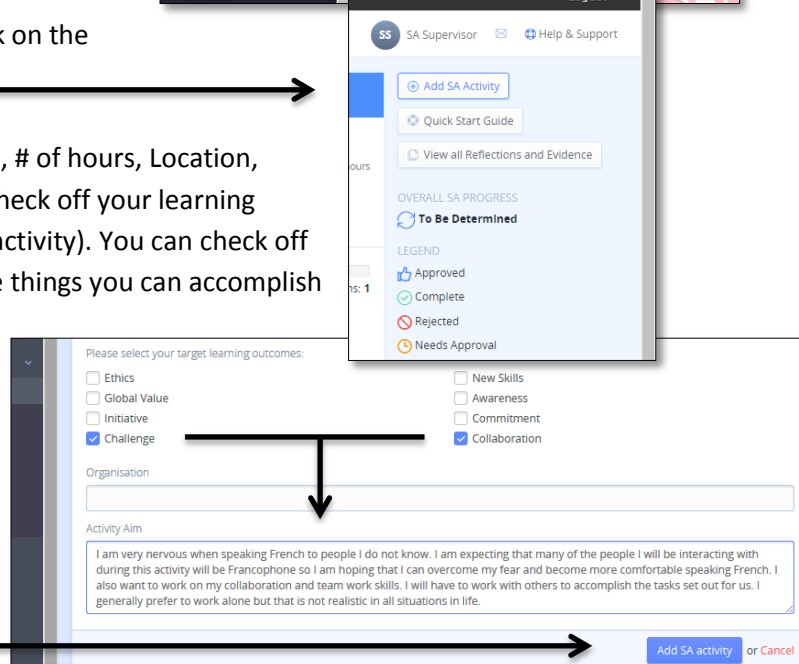 k on the
SS SA Supervisor Help & Support
Add SA Activity
Quick Start Guide
View all Reflections and Evidence
ours
, # of hours, Location,
heck off your learning
activity). You can check off
e things you can accomplish
OVERALL SA PROGRESS
To Be Determined
LEGEND
Approved
ns: 1
Complete
Rejected
Needs Approval
Please select your target learning outcomes:
Ethics
New Skills
Global Value
Awareness
Initiative
Commitment
Challenge
Collaboration
Organisation
Activity Aim
I am very nervous when speaking French to people I do not know. I am expecting that many of the people I will be interacting with
during this activity will be Francophone so I am hoping that I can overcome my fear and become more comfortable speaking French. I
also want to work on my collaboration and team work skills. I will have to work with others to accomplish the tasks set out for us. I
generally prefer to work alone but that is not realistic in all situations in life.
Add SA activity or Cancel